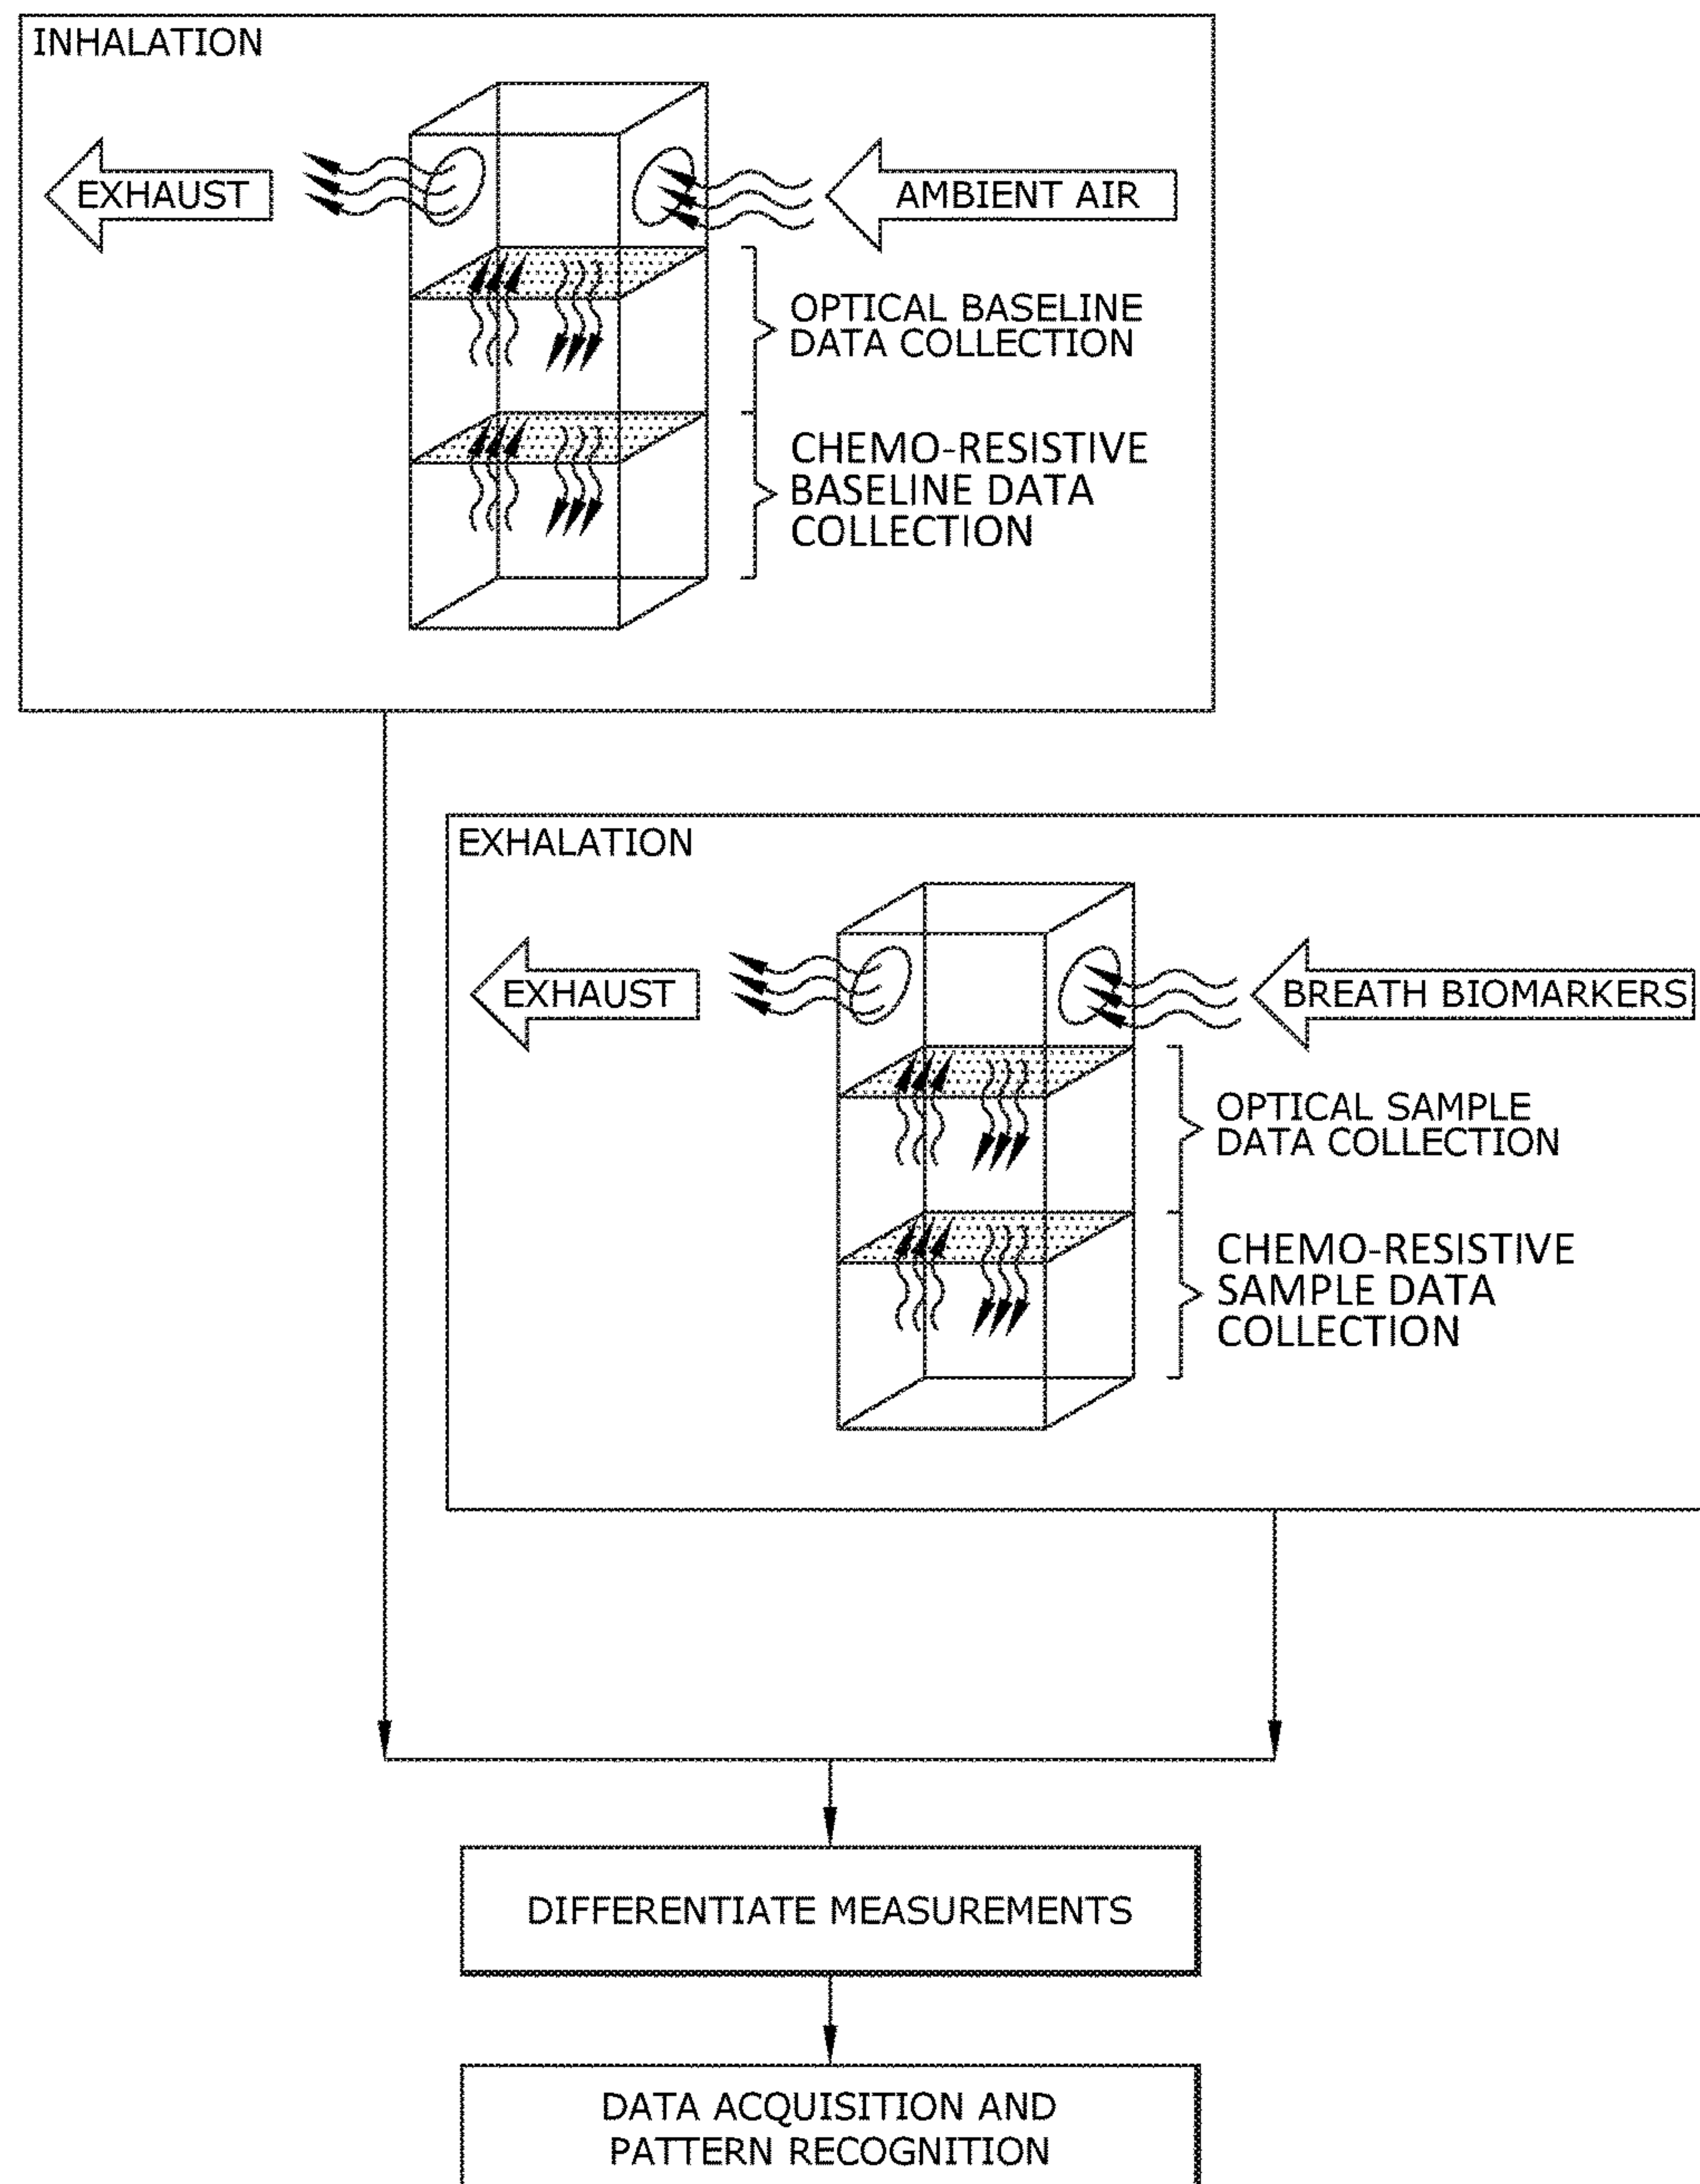 INHALATION
EXHAUST
AMBIENT AIR
OPTICAL BASELINE
DATA COLLECTION
CHEMO-RESISTIVE
BASELINE DATA
COLLECTION
EXHALATION
EXHAUST
BREATH BIOMARKERS
OPTICAL SAMPLE
DATA COLLECTION
CHEMO-RESISTIVE
SAMPLE DATA
COLLECTION
DIFFERENTIATE MEASUREMENTS
DATA ACQUISITION AND
PATTERN RECOGNITION